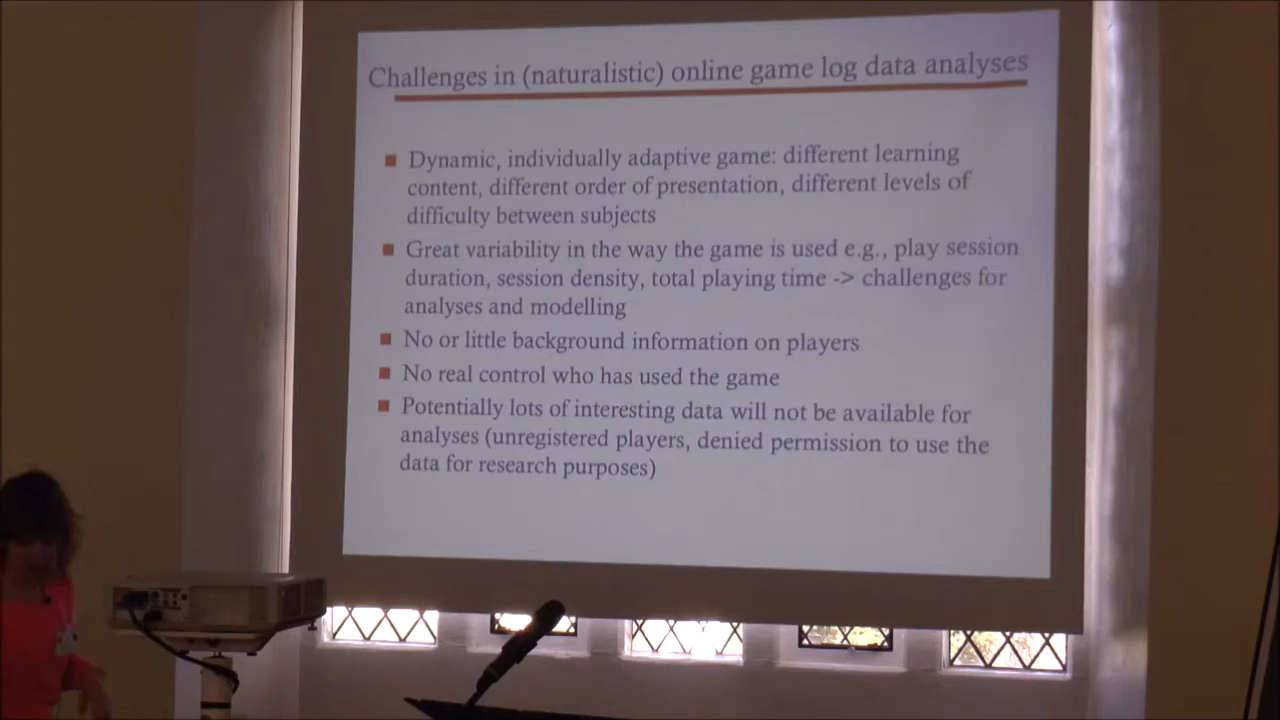 Challenges in (naturalistic) online game log data analyses
Dynamic, individually adaptive game: different learning
content, different order of presentation, different levels of
difficulty between subjects
Great variability in the way the game is used e.g., play session
duration, session density, total playing time -> challenges for
analyses and modelling
No or little background information on players
No real control who has used the game
Potentially lots of interesting data will not be available for
analyses (unregistered players, denied permission to use the
data for research purposes)